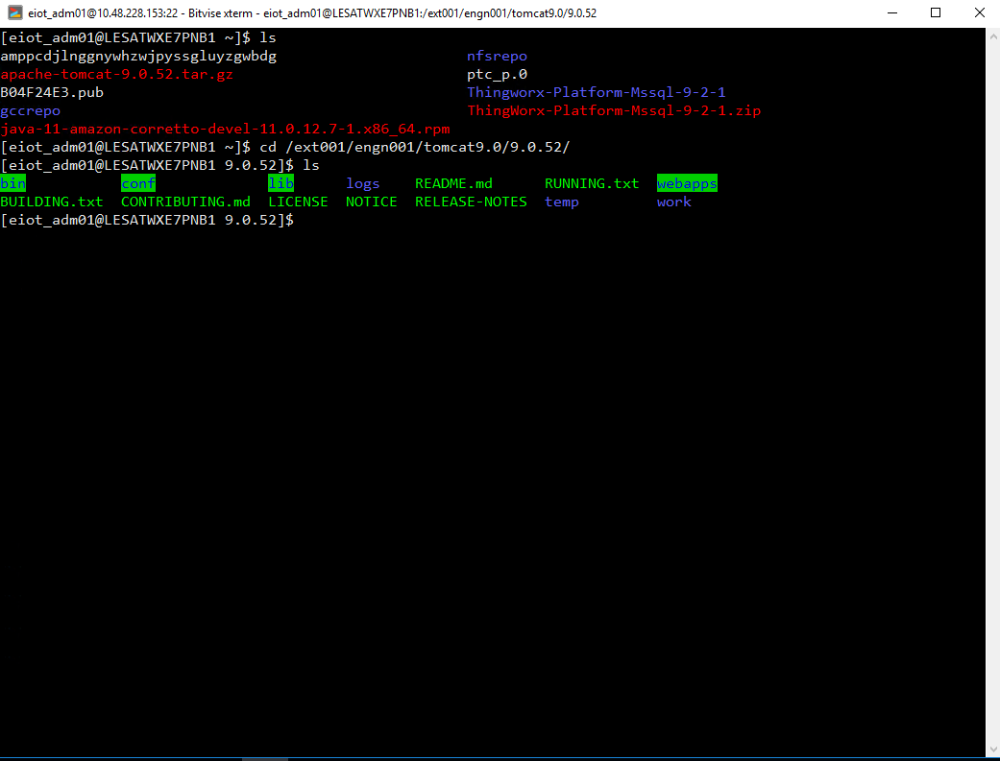 eiot_adm01@10.48.228.153:22 - Bitvise xterm - eiot_adm01@LESATWXE7PNB1:/ext001/engn001/tomcat9.0/9.0.52
[eiot_adm01@LESATWXE7PNB1 ~]$ ls
amppcdjlnggnywhzwjpyssgluyzgwbdg nfsrepo
apache-tomcat-9.0.52.tar.gz ptc_p.0
B04F24E3.pub Thingworx-Platform-Mssql-9-2-1
gccrepo ThingWorx-Platform-Mssql-9-2-1.zip
java-11-amazon-corretto-devel-11.0.12.7-1.x86_64.rpm
[eiot_adm01@LESATWXE7PNB1 ~]$ cd /ext001/engn001/tomcat9.0/9.0.52/
[eiot_adm01@LESATWXE7PNB1 9.0.52]$ ls
bin conf lib logs README.md RUNNING.txt webapps
BUILDING.txt CONTRIBUTING.md LICENSE NOTICE RELEASE-NOTES temp work
[eiot_adm01@LESATWXE7PNB1 9.0.52]$